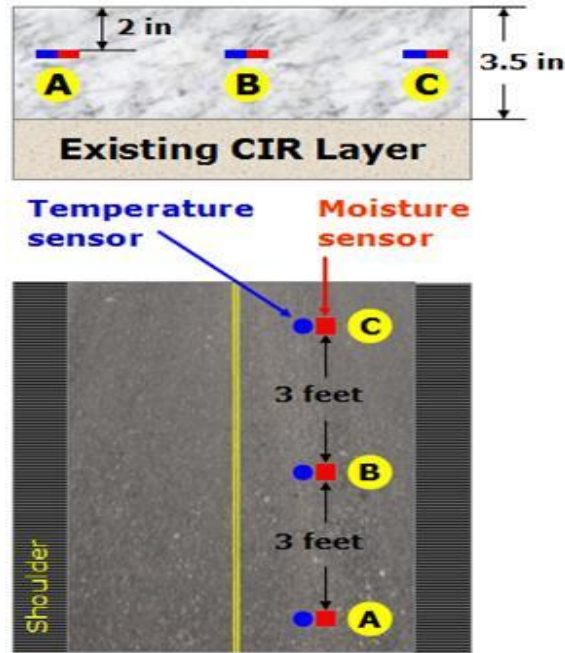 2 in
3.5 in
A
B
C
Existing CIR Layer
Temperature
sensor
Moisture
sensor
C
3 feet
B
3 feet
A
Shoulder